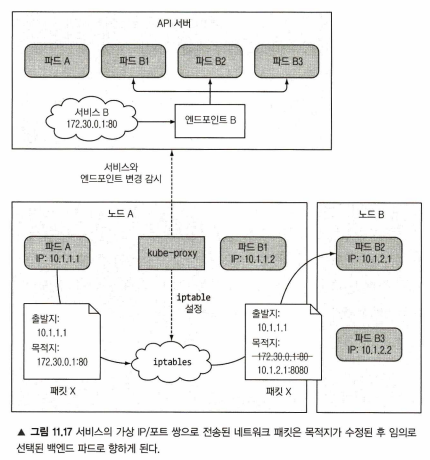 API 서버
파드 A
파드 B1
파드 B2
파드 B3
서비스 B
172.30.0.1:80
엔드포인트 B
서비스와
엔드포인트 변경 감시
노드 A
노드 B
파드 A
IP: 10.1.1.1
kube-proxy
파드 B1
IP: 10.1.1.2
파드 B2
IP: 10.1.2.1
iptable
설정
출발지:
10.1.1.1
목적지:
172.30.0.1:80
패킷 X
iptables
출발지:
10.1.1.1
목적지:
172.30.0.1:80
10.1.2.1:8080
패킷 X
파드 B3
IP: 10.1.2.2
▲ 그림 11.17 서비스의 가상 IP/포트 쌍으로 전송된 네트워크 패킷은 목적지가 수정된 후 임의로
선택된 백엔드 파드로 향하게 된다.